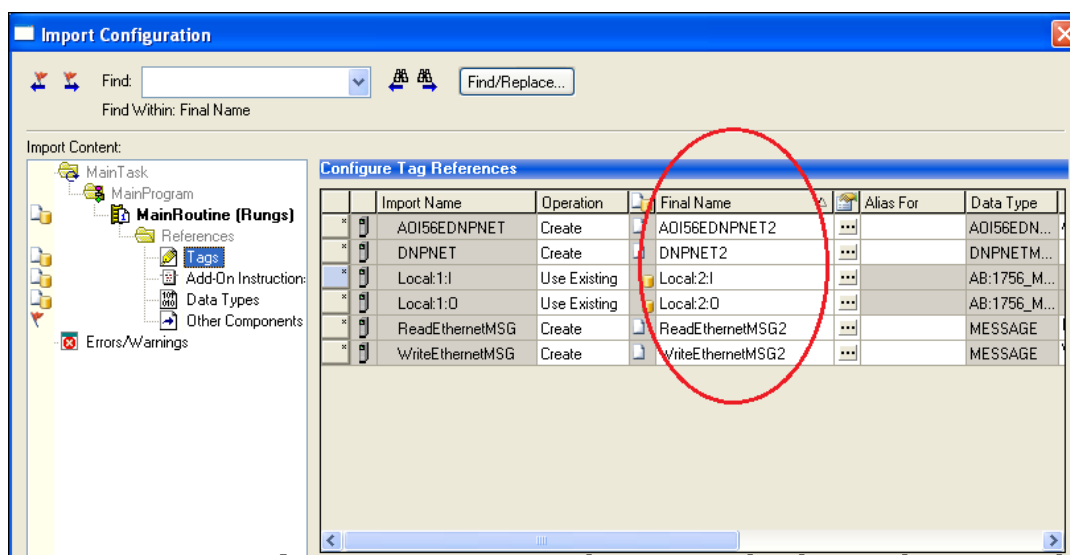 Import Configuration
Find:
Find/Replace...
Find Within: Final Name
Import Content:
MainTask
MainProgram
MainRoutine (Rungs)
References
Tags
Add-On Instruction:
Data Types
Other Components
Errors/Warnings
Configure Tag References
Import Name Operation Final Name Alias For Data Type
AOI56EDNPNET Create AOI56EDNPNET2 ... AOI56EDN...
DNPNET Create DNPNET2 ... DNPNETM...
Local:1:I Use Existing Local:2:I ... AB:1756_M...
Local:1:O Use Existing Local:2:O ... AB:1756_M...
ReadEthernetMSG Create ReadEthernetMSG2 ... MESSAGE
WriteEthernetMSG Create WriteEthernetMSG2 ... MESSAGE